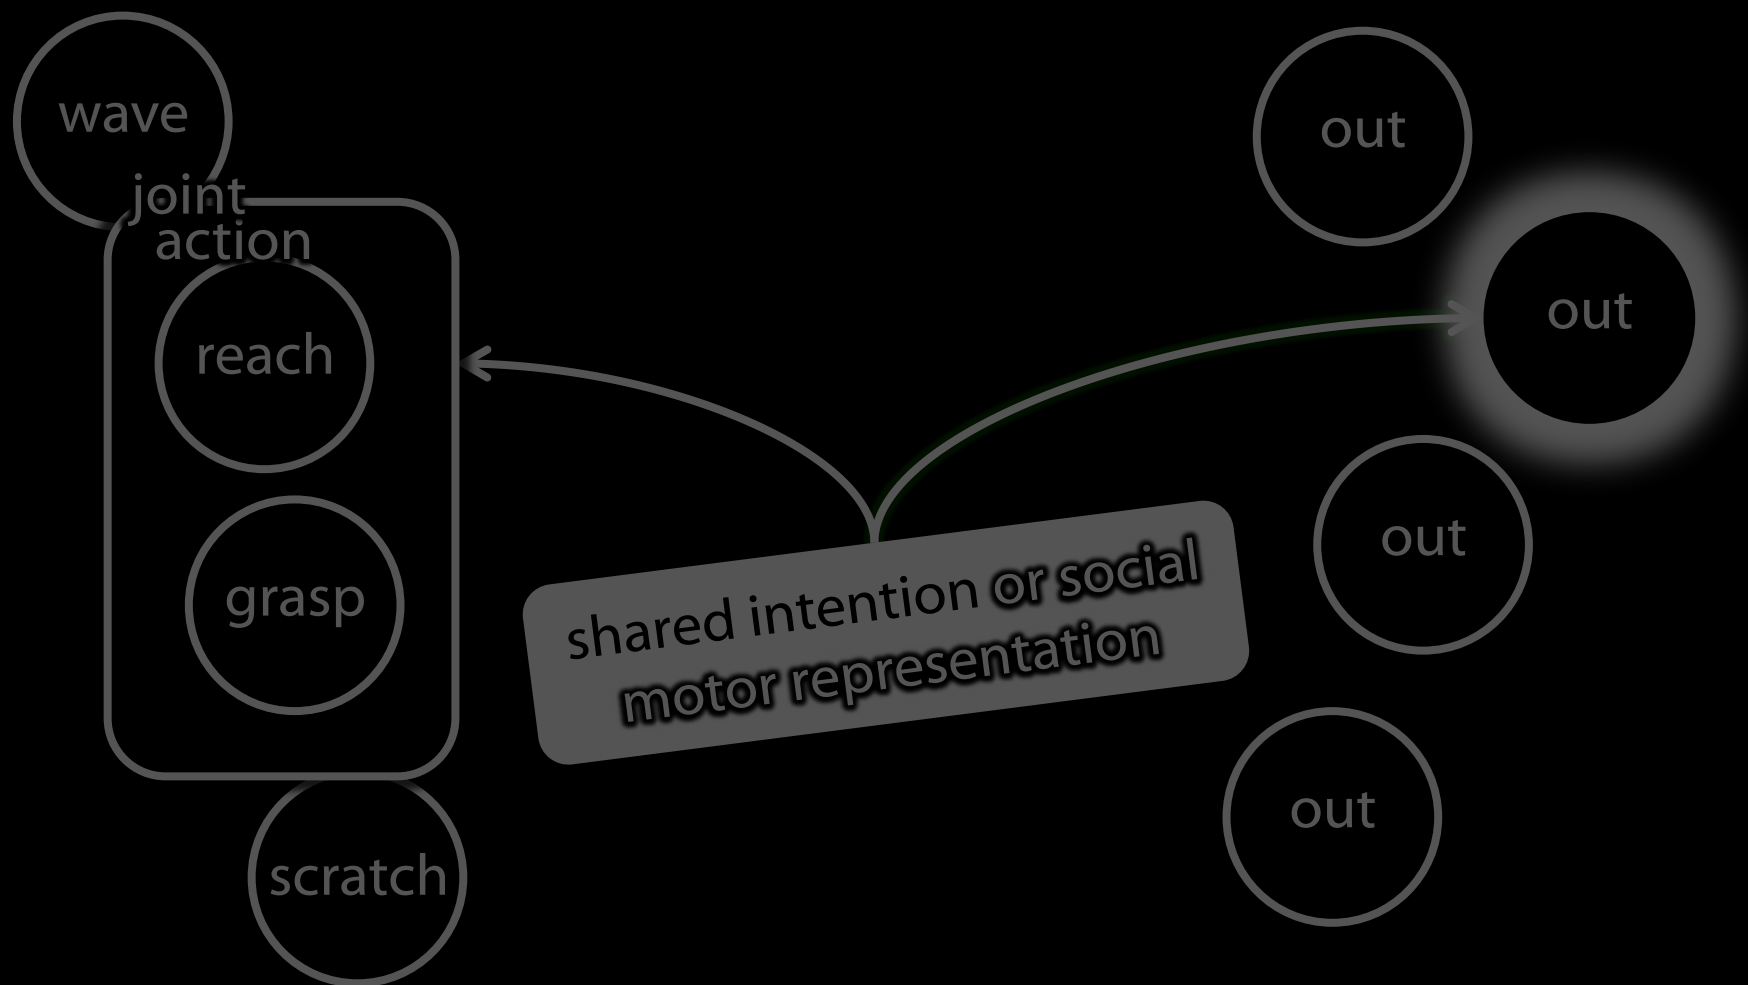 wave
joint
action
reach
grasp
scratch
shared intention or social
motor representation
out
out
out
out